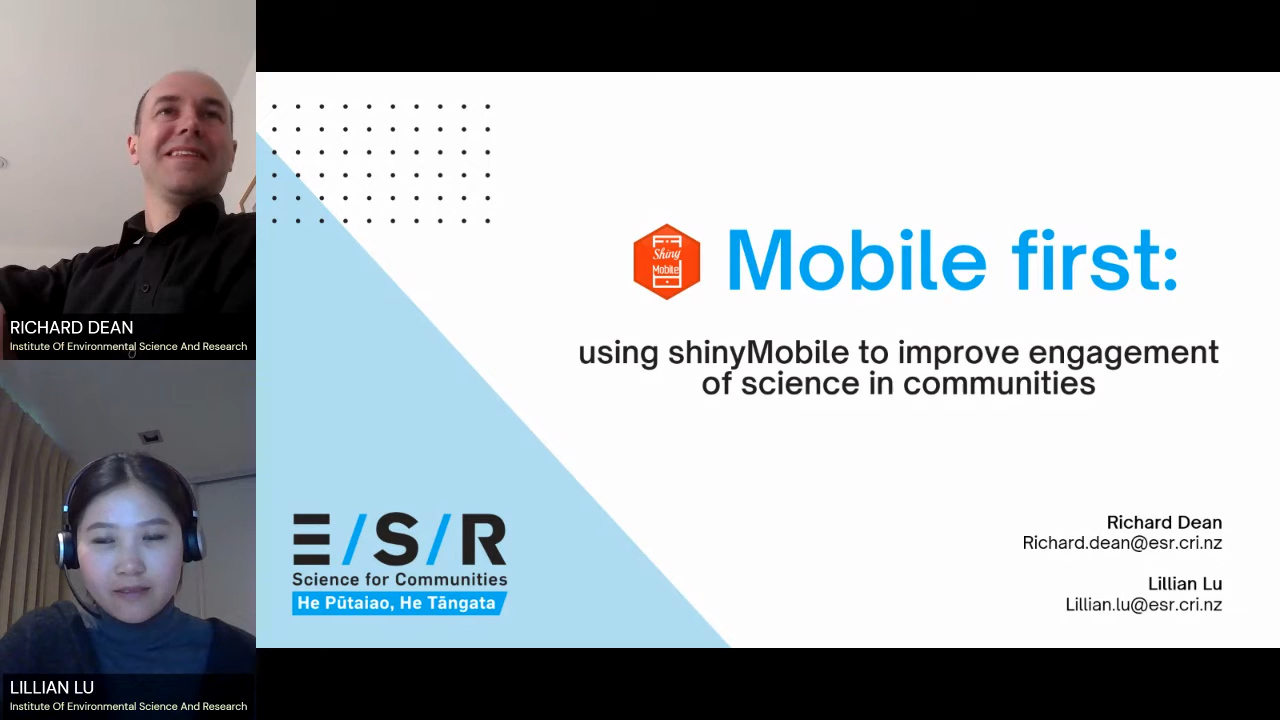 RICHARD DEAN
Institute Of Environmental Science And Research
LILLIAN LU
Institute Of Environmental Science And Research
Shiny
Mobile
Mobile first:
using shinyMobile to improve engagement
of science in communities
E/S/R
Science for Communities
He Pūtaiao, He Tāngata
Richard Dean
Richard.dean@esr.cri.nz
Lillian Lu
Lillian.lu@esr.cri.nz